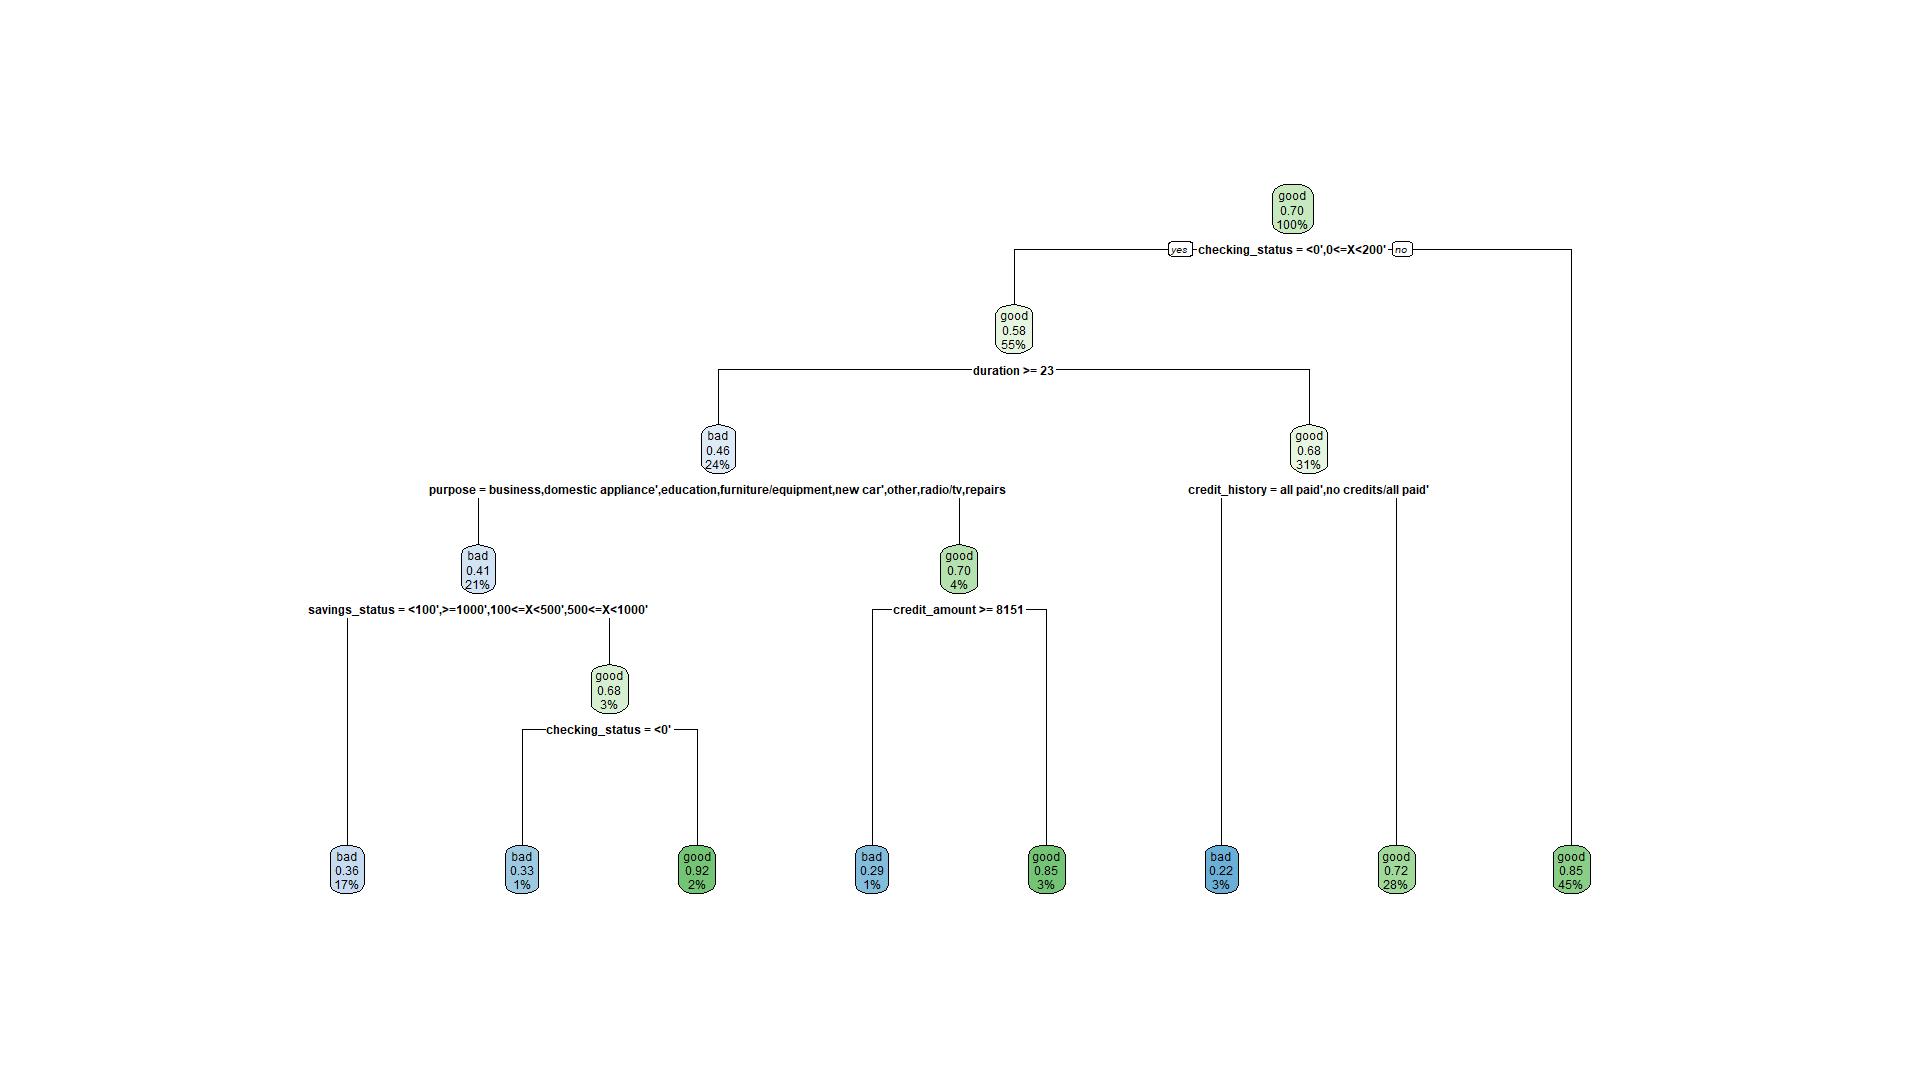 good
0.70
100%
yes checking_status = <0',0<=X<200' no
good
0.58
55%
duration >= 23
bad
0.46
24%
good
0.68
31%
purpose = business,domestic appliance',education,furniture/equipment,new car',other,radio/tv,repairs
credit_history = all paid',no credits/all paid'
bad
0.41
21%
good
0.70
4%
savings_status = <100',>=1000',100<=X<500',500<=X<1000'
credit_amount >= 8151
good
0.68
3%
checking_status = <0'
bad
0.36
17%
bad
0.33
1%
good
0.92
2%
bad
0.29
1%
good
0.85
3%
bad
0.22
3%
good
0.72
28%
good
0.85
45%